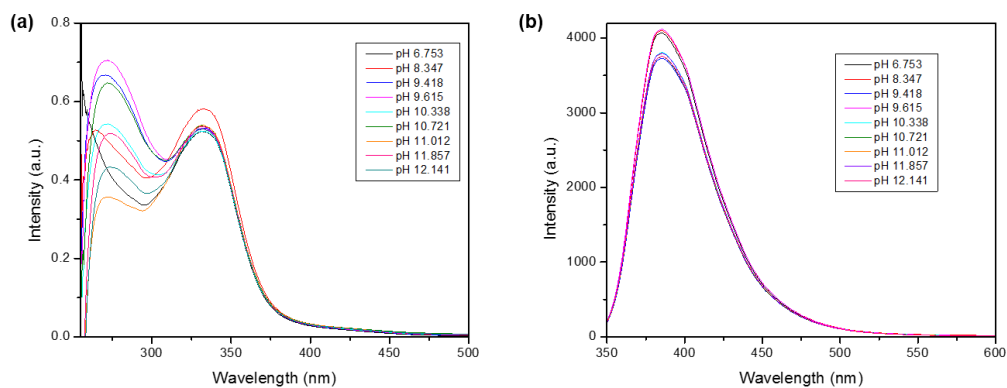 (a)
0.8
0.6
0.4
0.2
0.0
Intensity (a.u.)
300
350
400
450
500
Wavelength (nm)
pH 6.753
pH 8.347
pH 9.418
pH 9.615
pH 10.338
pH 10.721
pH 11.012
pH 11.857
pH 12.141
(b)
4000
3000
2000
1000
0
Intensity (a.u.)
350
400
450
500
550
600
Wavelength (nm)
pH 6.753
pH 8.347
pH 9.418
pH 9.615
pH 10.338
pH 10.721
pH 11.012
pH 11.857
pH 12.141